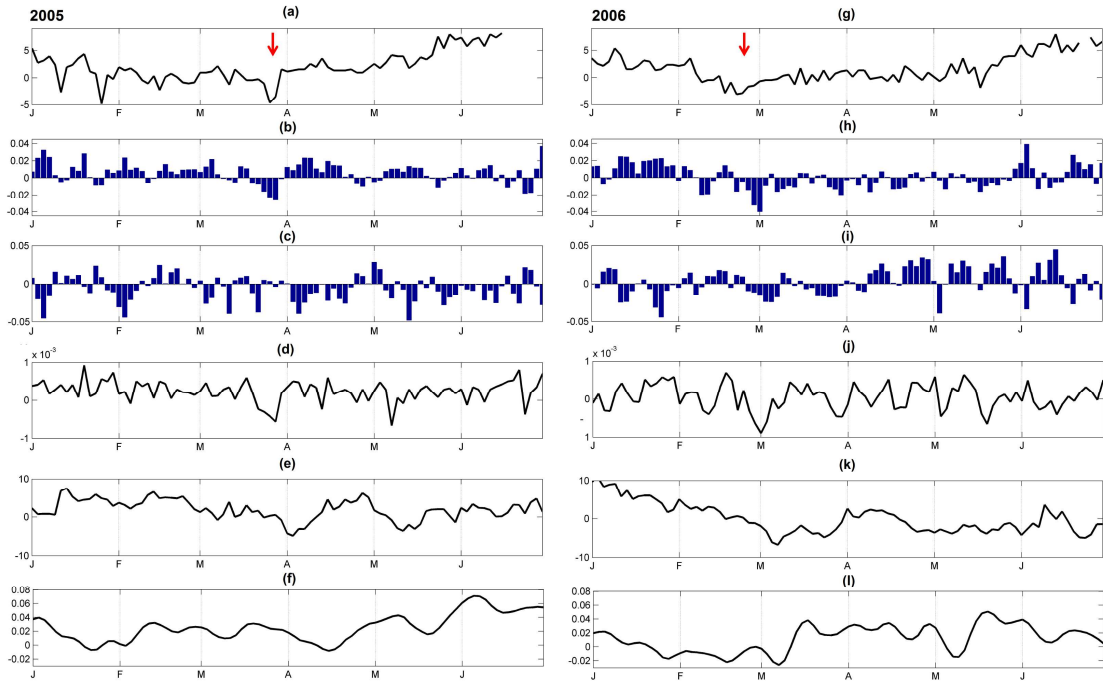 2005
(a)
5
0
-5
J F M A M J
(b)
0.04
0.02
0
-0.02
-0.04
J F M A M J
(c)
0.05
0
-0.05
J F M A M J
(d)
x 10⁻³
1
0
-1
J F M A M J
(e)
10
0
-10
J F M A M J
(f)
0.08
0.06
0.04
0.02
0
-0.02
J F M A M J
2006
(g)
5
0
-5
J F M A M J
(h)
0.04
0.02
0
-0.02
-0.04
J F M A M J
(i)
0.05
0
-0.05
J F M A M J
(j)
x 10⁻³
1
0
-
1
J F M A M J
(k)
10
0
-10
J F M A M J
(l)
0.08
0.06
0.04
0.02
0
-0.02
J F M A M J